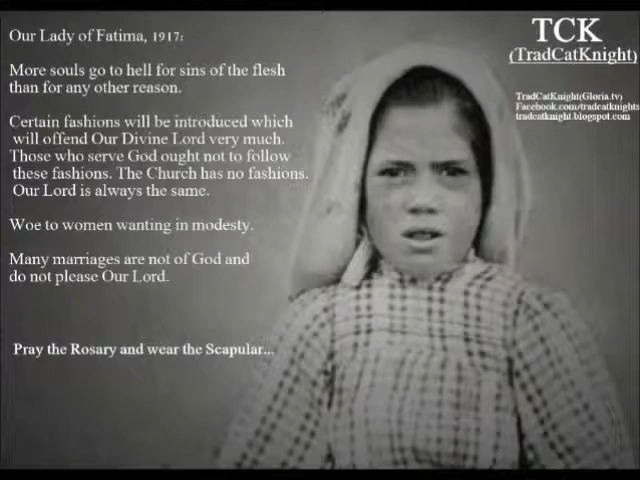 Our Lady of Fatima, 1917:
More souls go to hell for sins of the flesh
than for any other reason.
Certain fashions will be introduced which
will offend Our Divine Lord very much.
Those who serve God ought not to follow
these fashions. The Church has no fashions.
Our Lord is always the same.
Woe to women wanting in modesty.
Many marriages are not of God and
do not please Our Lord.
Pray the Rosary and wear the Scapular...
TCK
(TradCatKnight)
TradCatKnight(Gloria.tv)
Facebook.com/tradcatknights
tradcatknight.blogspot.com